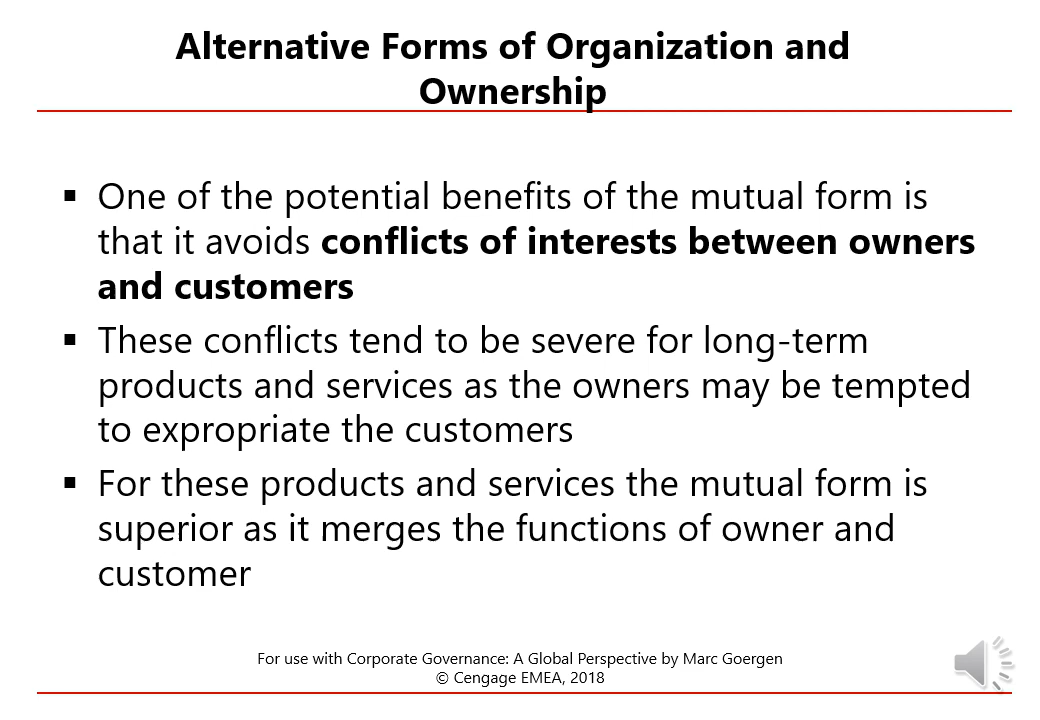 Alternative Forms of Organization and
Ownership
▪ One of the potential benefits of the mutual form is
that it avoids conflicts of interests between owners
and customers
▪ These conflicts tend to be severe for long-term
products and services as the owners may be tempted
to expropriate the customers
▪ For these products and services the mutual form is
superior as it merges the functions of owner and
customer
For use with Corporate Governance: A Global Perspective by Marc Goergen
© Cengage EMEA, 2018